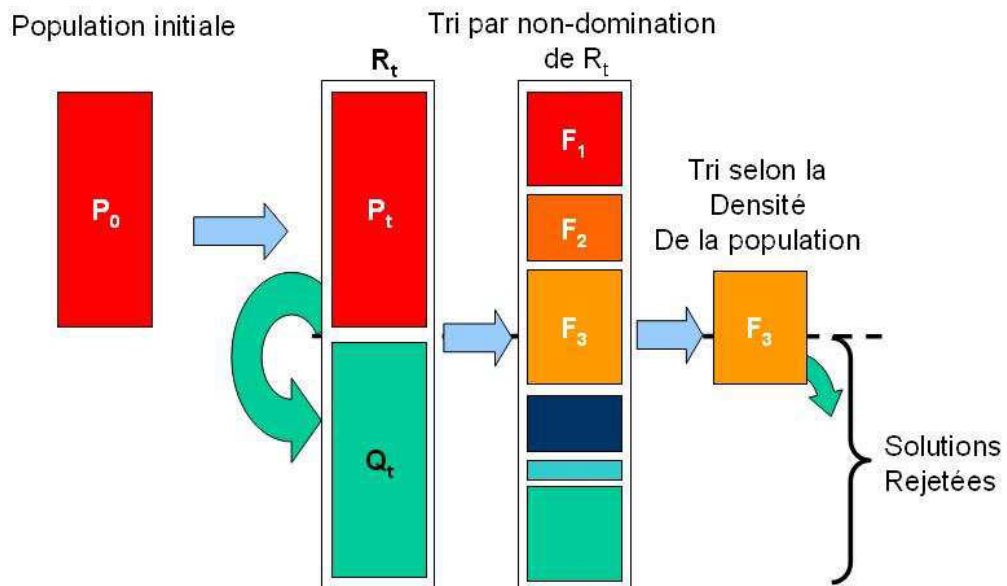 Population initiale
Tri par non-domination
de Rt
Rt
P0
Pt
Qt
F1
F2
F3
Tri selon la
Densité
De la population
F3
Solutions
Rejetées